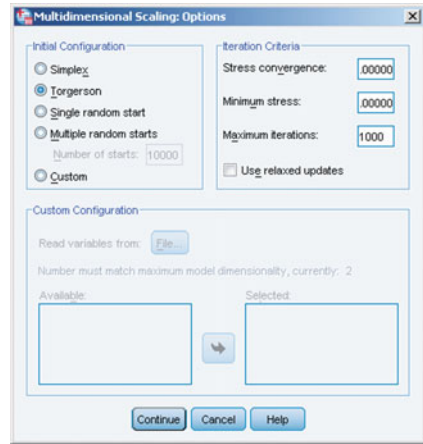 Multidimensional Scaling: Options
Initial Configuration
Simplex
Torgerson
Single random start
Multiple random starts
Number of starts: 10000
Custom
Iteration Criteria
Stress convergence: .00000
Minimum stress: .00000
Maximum iterations: 1000
Use relaxed updates
Custom Configuration
Read variables from: File...
Number must match maximum model dimensionality, currently: 2
Available:
Selected:
Continue Cancel Help